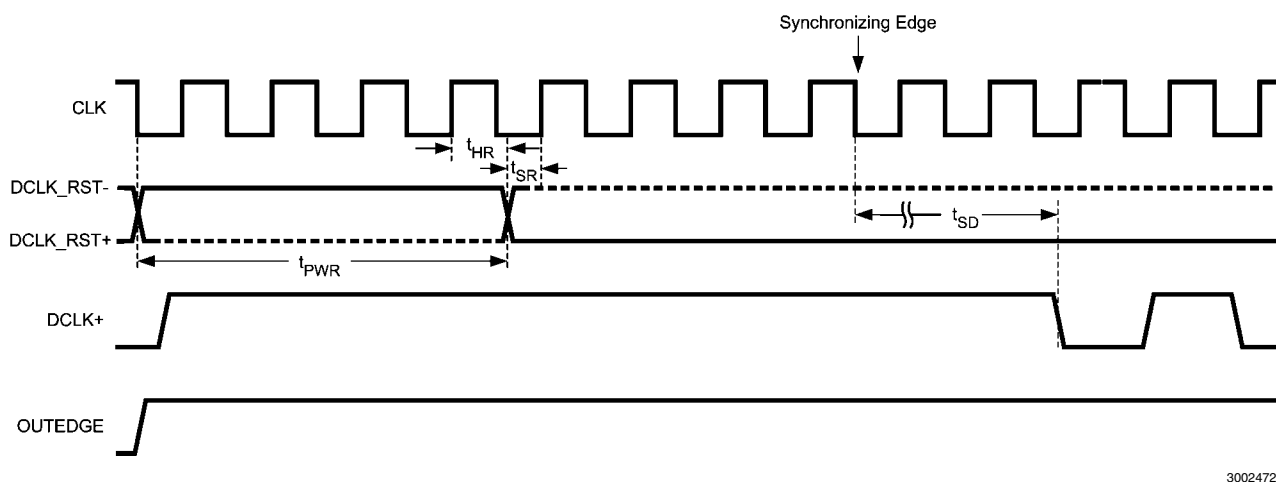 Synchronizing Edge
CLK
tHR
tSR
DCLK_RST-
tSD
DCLK_RST+
tPWR
DCLK+
OUTEDGE
3002472